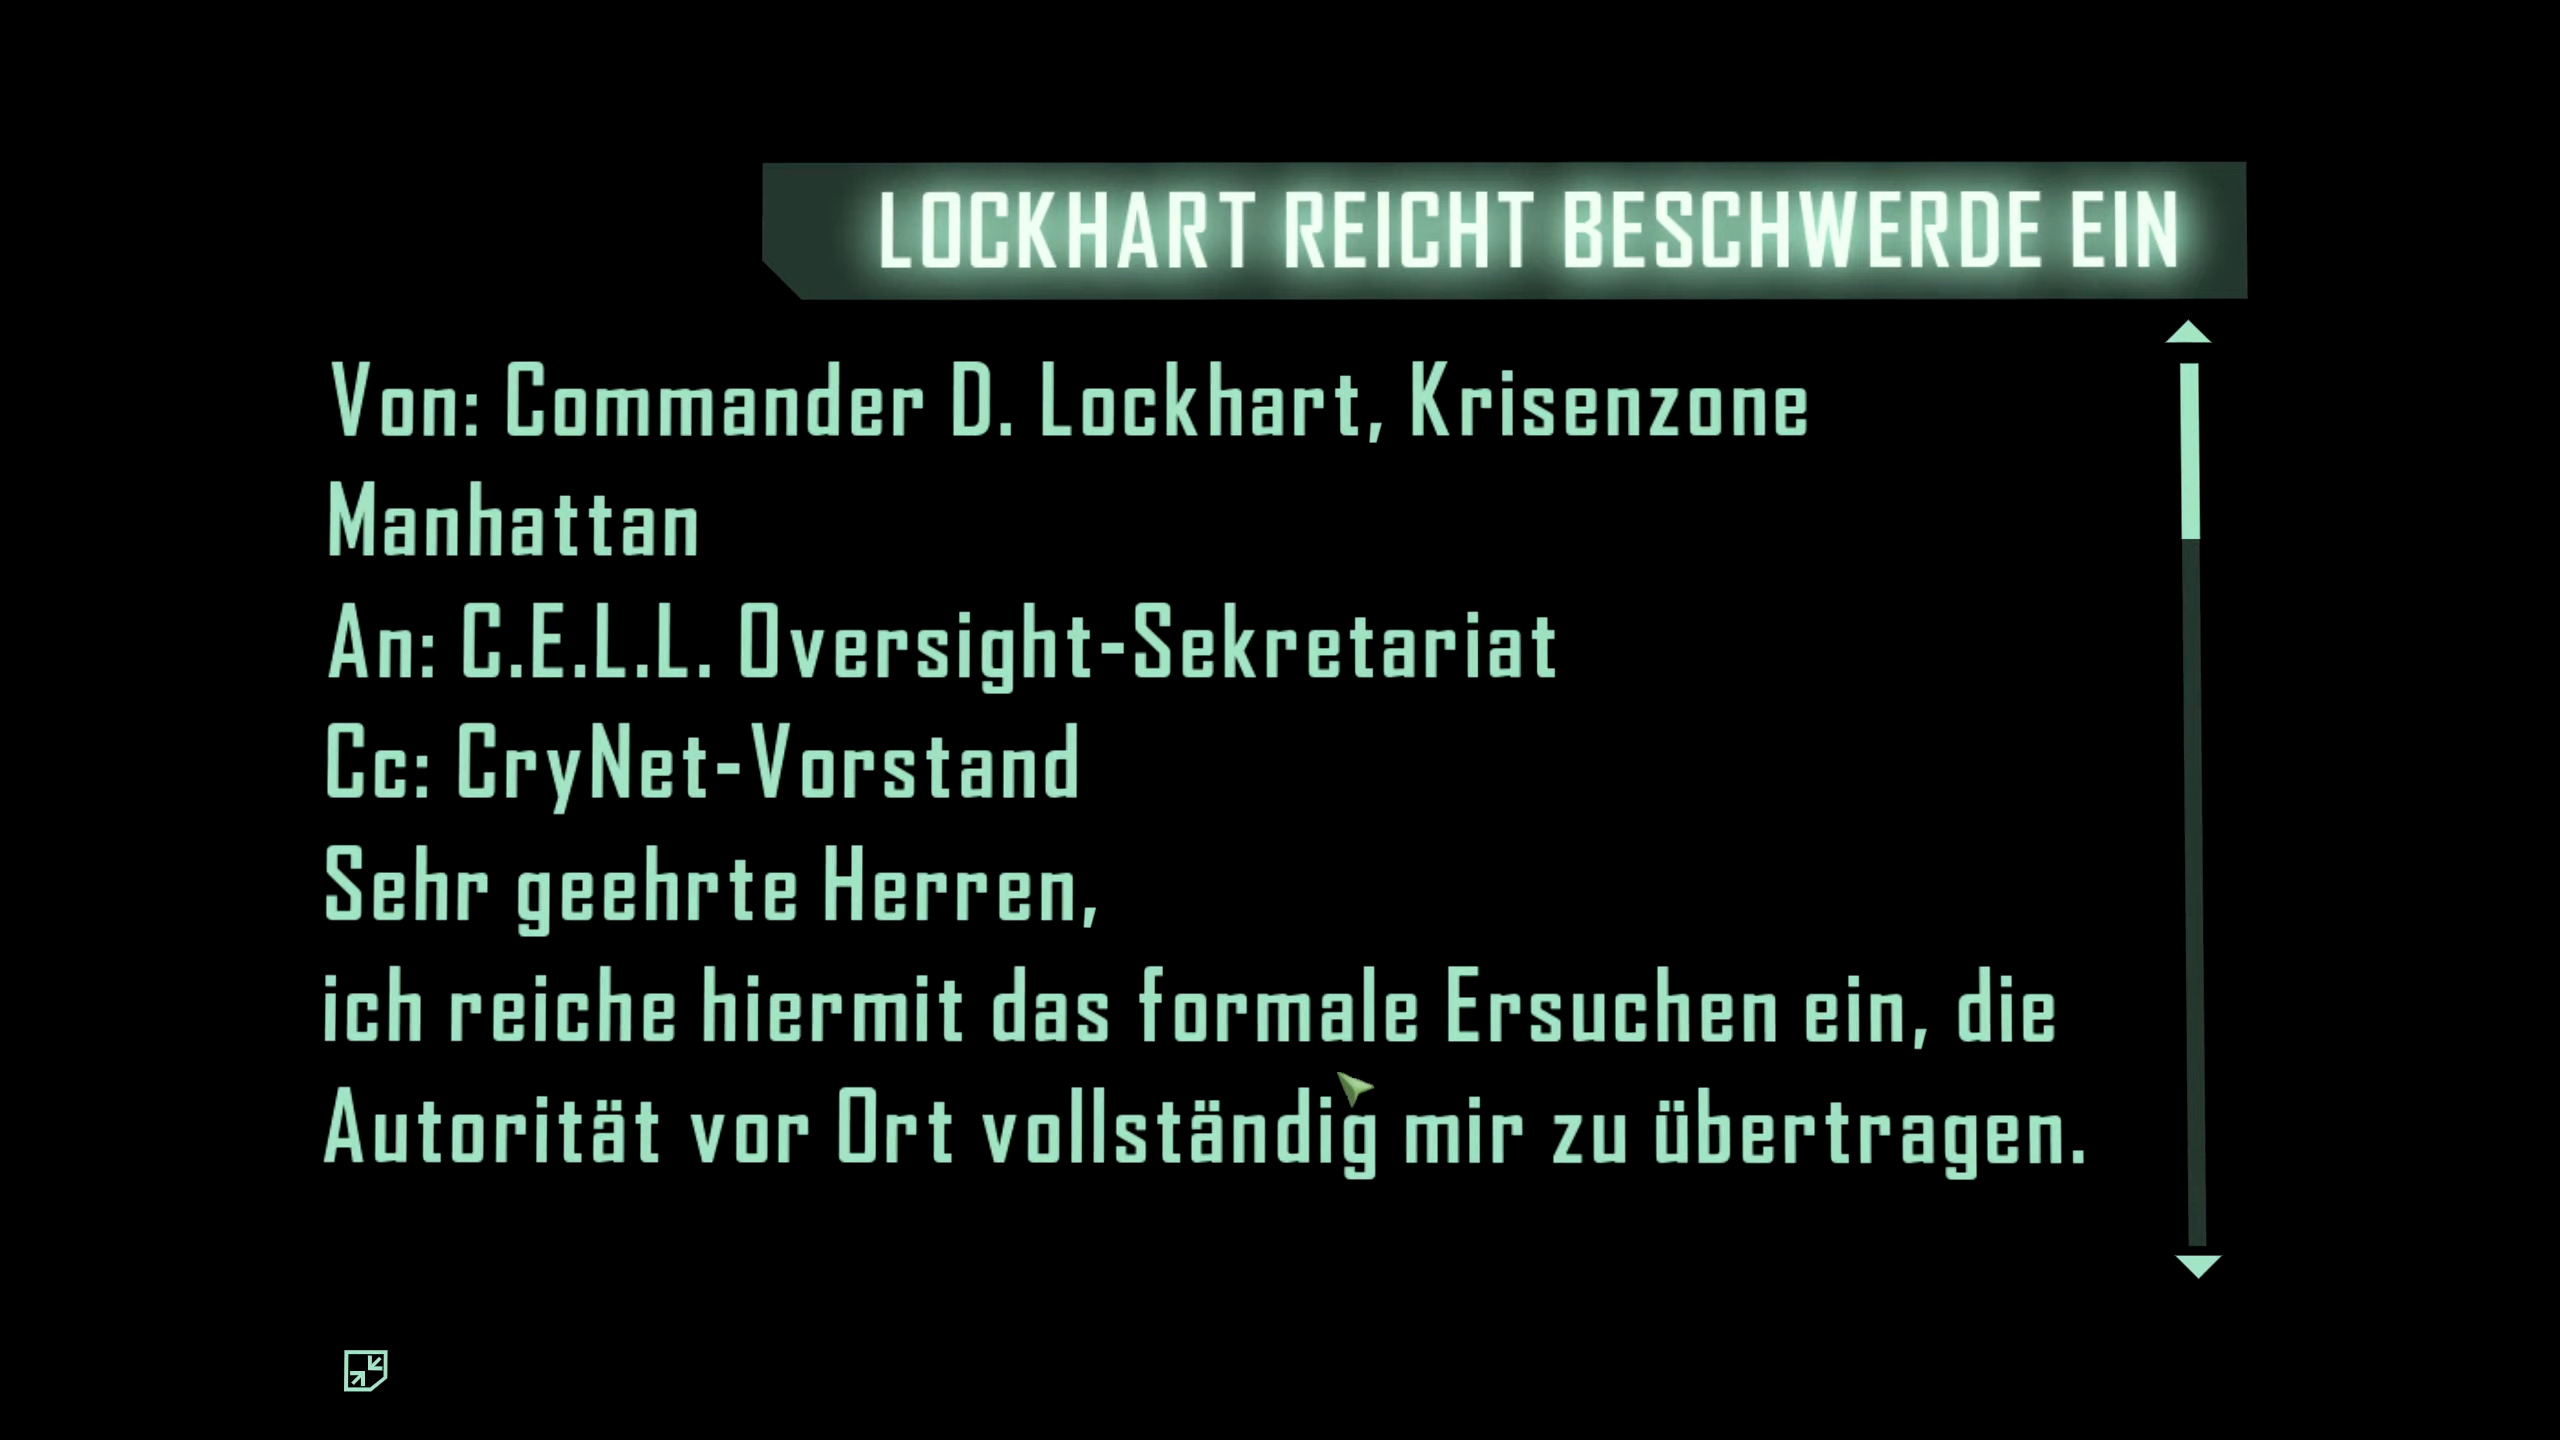 LOCKHART REICHT BESCHWERDE EIN
Von: Commander D. Lockhart, Krisenzone
Manhattan
An: C.E.L.L. Oversight-Sekretariat
Cc: CryNet-Vorstand
Sehr geehrte Herren,
ich reiche hiermit das formale Ersuchen ein, die
Autorität vor Ort vollständig mir zu übertragen.